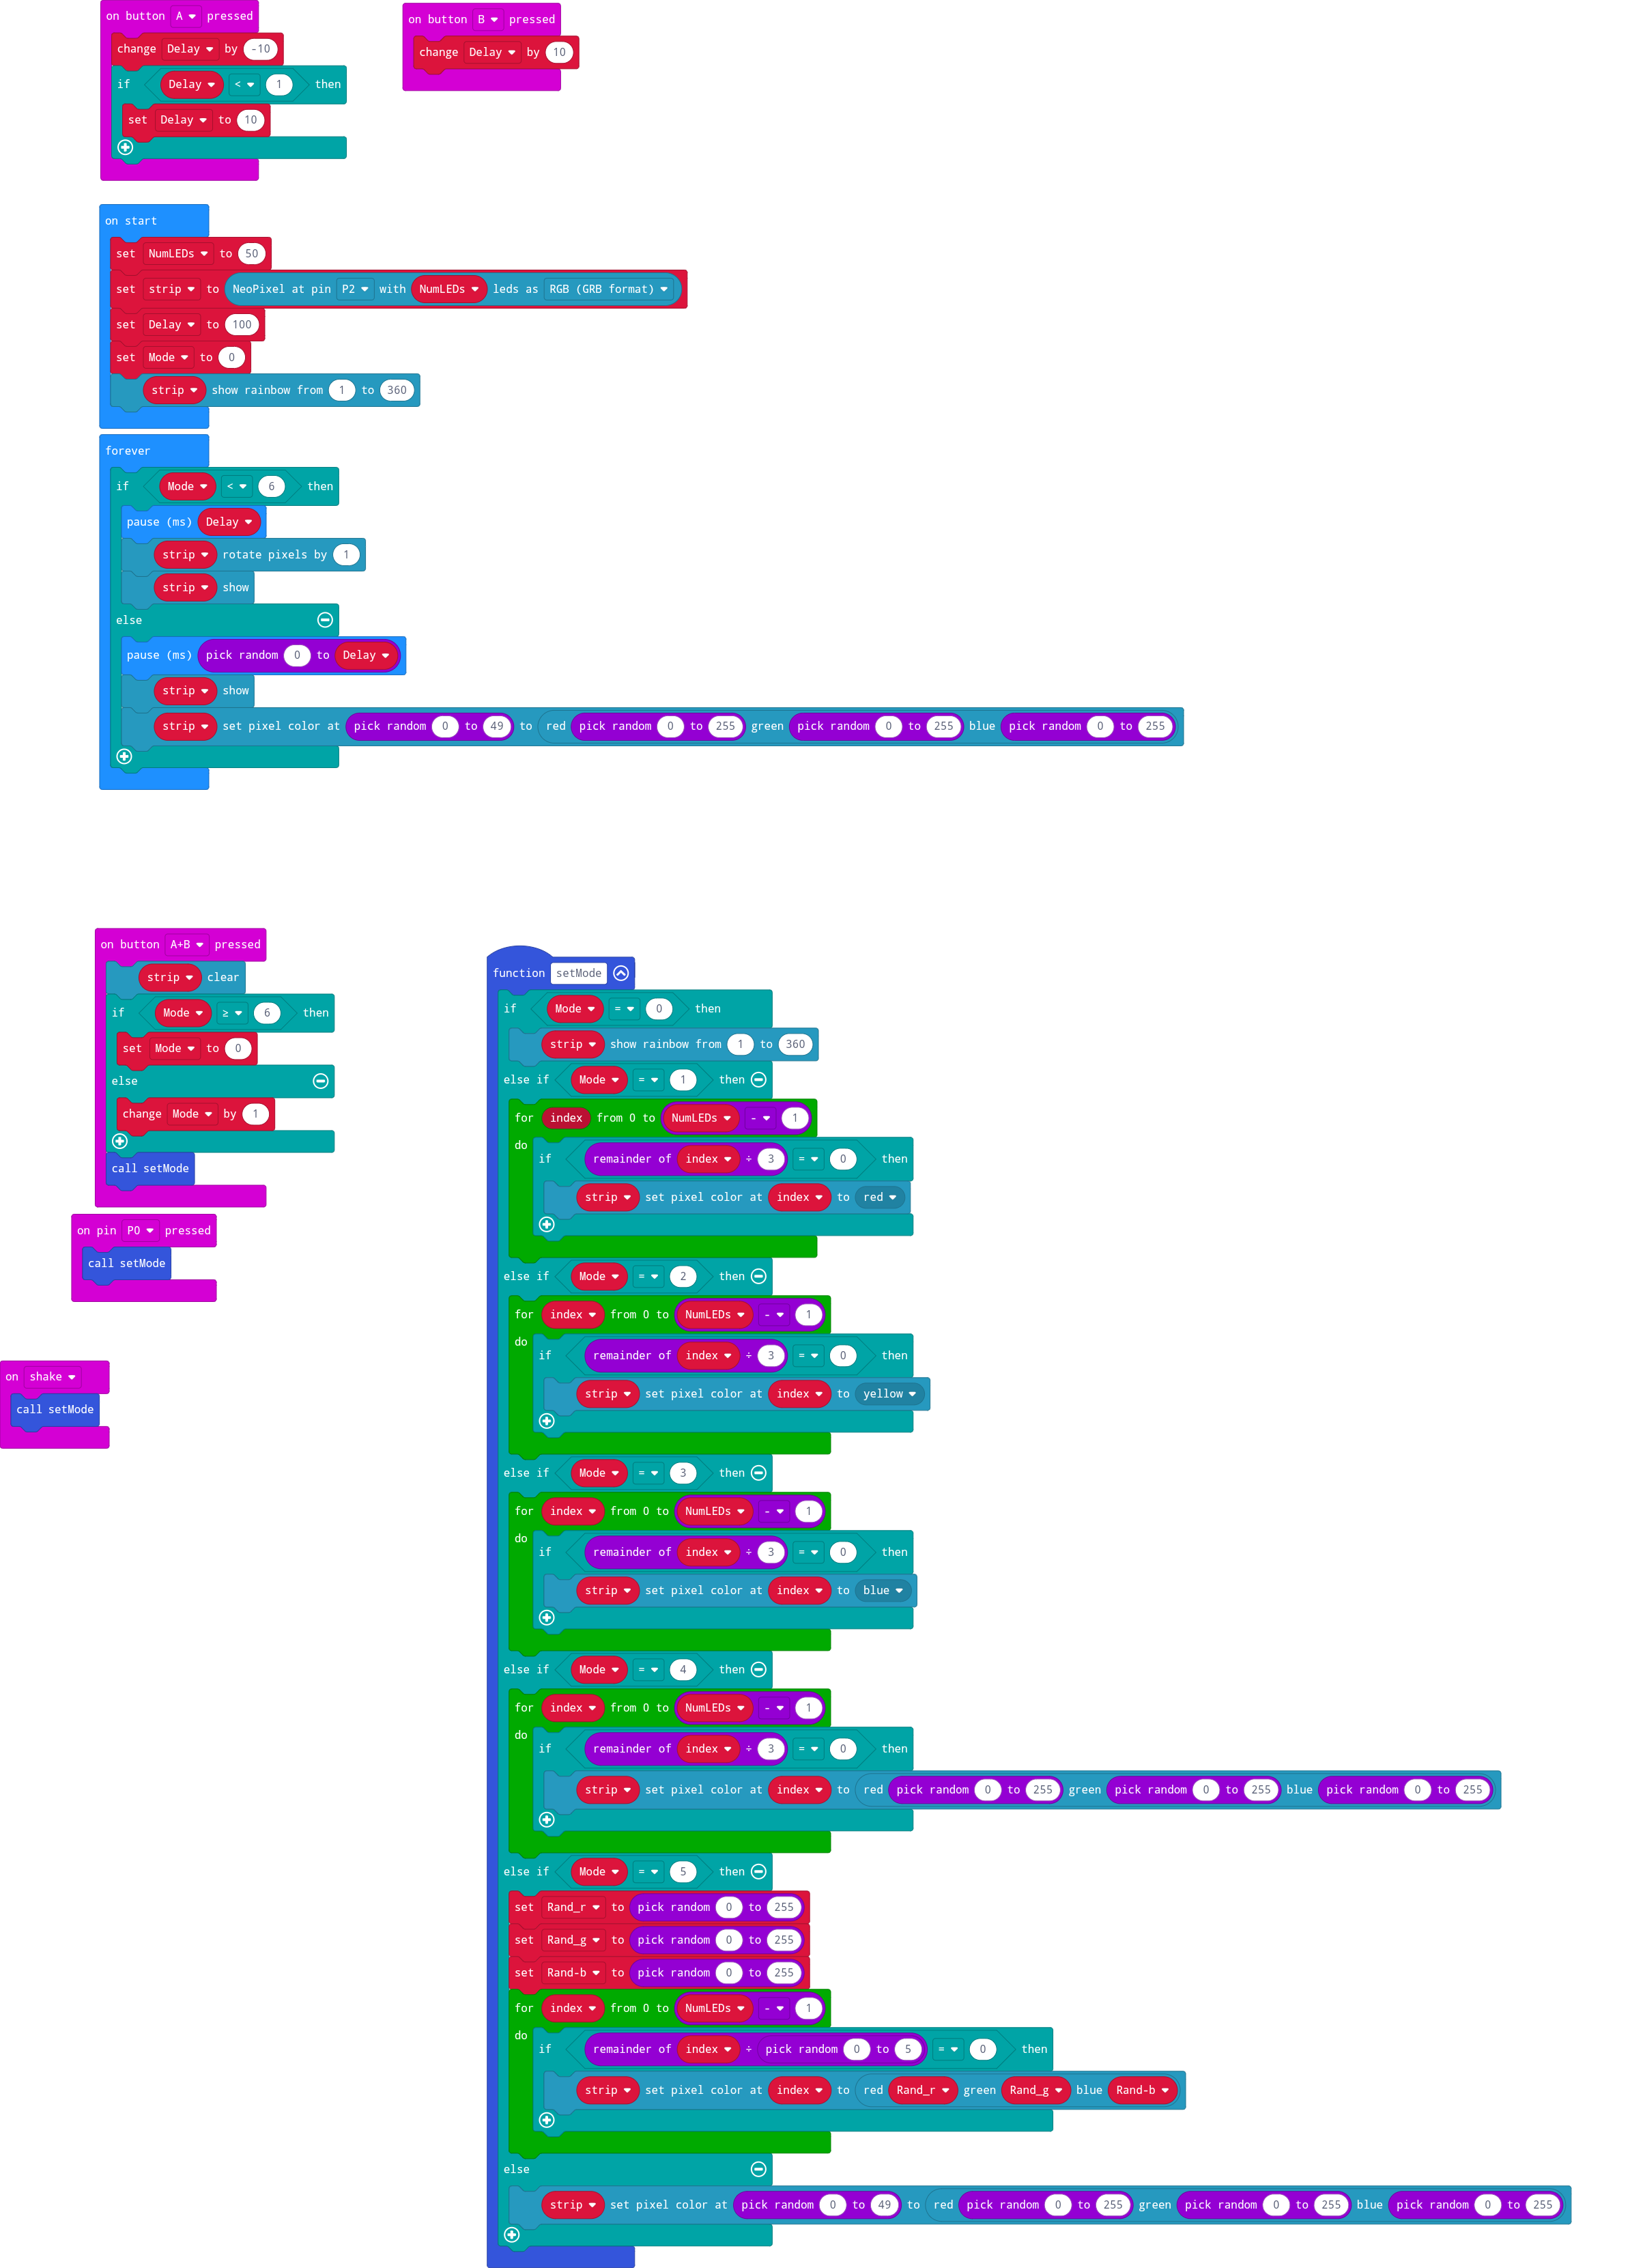 on button A pressed
change Delay by -10
if Delay < 1 then
set Delay to 10
on button B pressed
change Delay by 10
on start
set NumLEDs to 50
set strip to NeoPixel at pin P2 with NumLEDs leds as RGB (GRB format)
set Delay to 100
set Mode to 0
strip show rainbow from 1 to 360
forever
if Mode < 6 then
pause (ms) Delay
strip rotate pixels by 1
strip show
else
pause (ms) pick random 0 to Delay
strip show
strip set pixel color at pick random 0 to 49 to red pick random 0 to 255 green pick random 0 to 255 blue pick random 0 to 255
on button A+B pressed
strip clear
if Mode ≥ 6 then
set Mode to 0
else
change Mode by 1
call setMode
on pin P0 pressed
call setMode
on shake
call setMode
function setMode
if Mode = 0 then
strip show rainbow from 1 to 360
else if Mode = 1 then
for index from 0 to NumLEDs - 1
do
if remainder of index ÷ 3 = 0 then
strip set pixel color at index to red
else if Mode = 2 then
for index from 0 to NumLEDs - 1
do
if remainder of index ÷ 3 = 0 then
strip set pixel color at index to yellow
else if Mode = 3 then
for index from 0 to NumLEDs - 1
do
if remainder of index ÷ 3 = 0 then
strip set pixel color at index to blue
else if Mode = 4 then
for index from 0 to NumLEDs - 1
do
if remainder of index ÷ 3 = 0 then
strip set pixel color at index to red pick random 0 to 255 green pick random 0 to 255 blue pick random 0 to 255
else if Mode = 5 then
set Rand_r to pick random 0 to 255
set Rand_g to pick random 0 to 255
set Rand-b to pick random 0 to 255
for index from 0 to NumLEDs - 1
do
if remainder of index ÷ pick random 0 to 5 = 0 then
strip set pixel color at index to red Rand_r green Rand_g blue Rand-b
else
strip set pixel color at pick random 0 to 49 to red pick random 0 to 255 green pick random 0 to 255 blue pick random 0 to 255